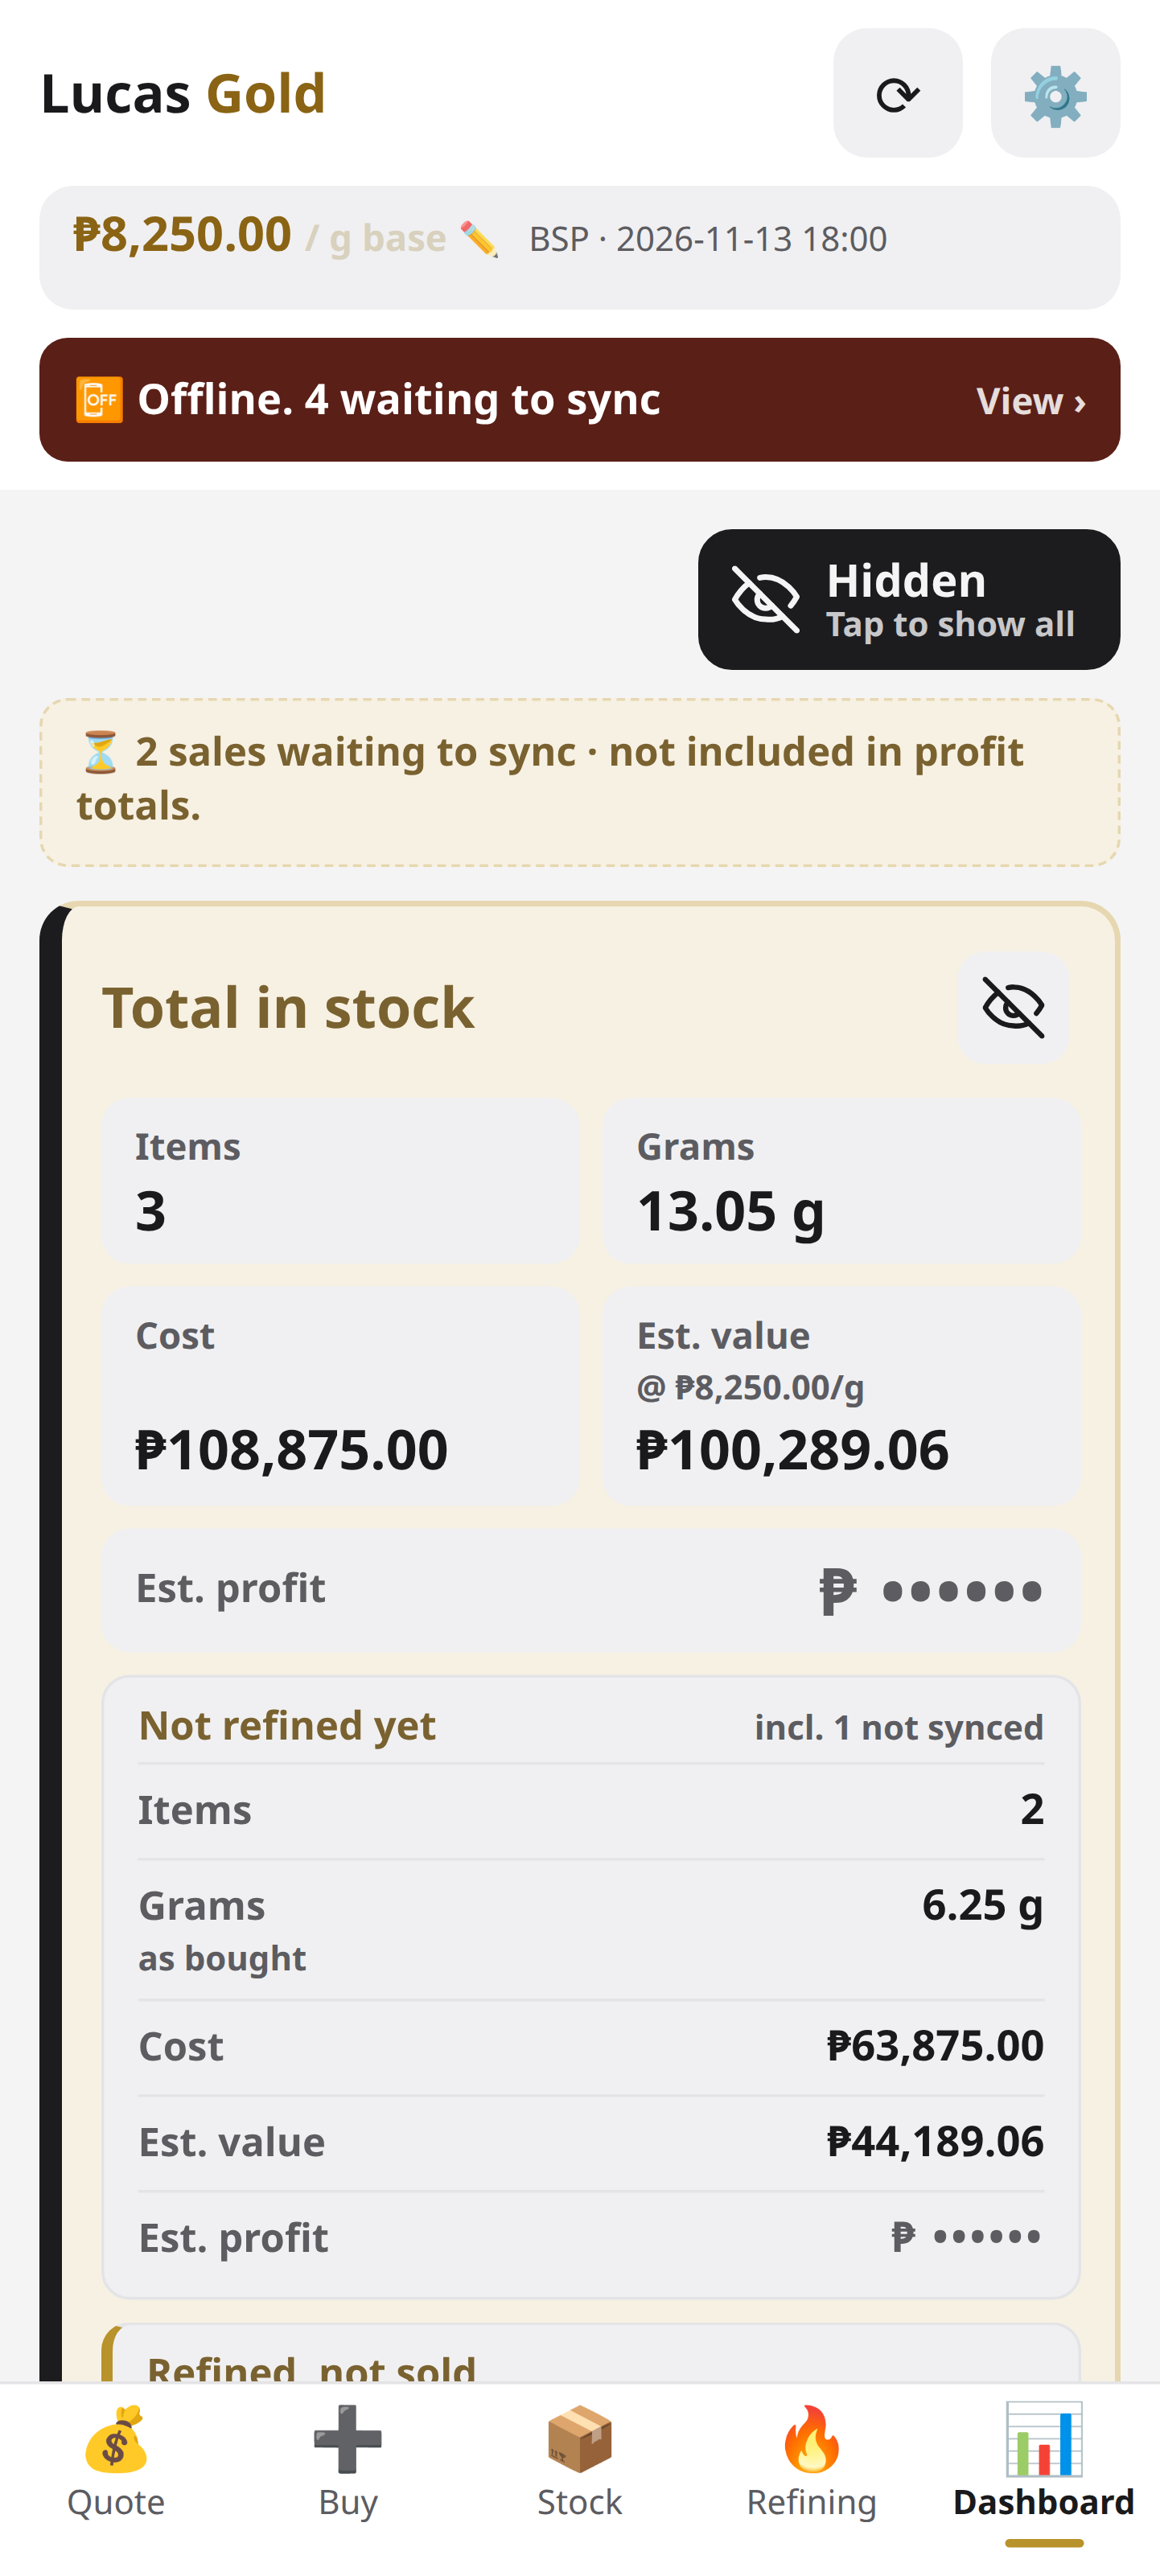 Lucas Gold
₱8,250.00 / g base BSP · 2026-11-13 18:00
OFF Offline. 4 waiting to sync View ›
Hidden
Tap to show all
2 sales waiting to sync · not included in profit
totals.
Total in stock
Items
3
Grams
13.05 g
Cost
₱108,875.00
Est. value
@ ₱8,250.00/g
₱100,289.06
Est. profit ₱ ••••••
Not refined yet incl. 1 not synced
Items 2
Grams 6.25 g
as bought
Cost ₱63,875.00
Est. value ₱44,189.06
Est. profit ₱ ••••••
Refined, not sold
Quote Buy Stock Refining Dashboard